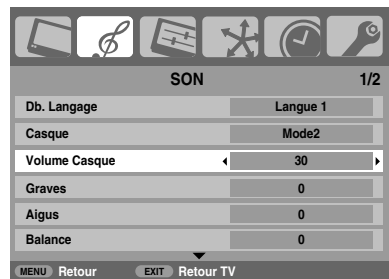 SON 1/2
Db. Langage Langue 1
Casque Mode2
Volume Casque 30
Graves 0
Aigus 0
Balance 0
MENU Retour EXIT Retour TV